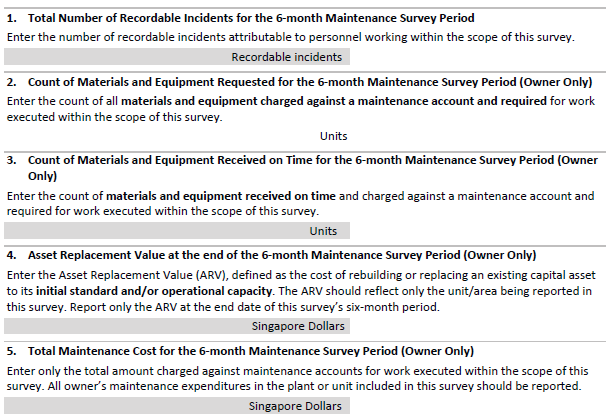 1. Total Number of Recordable Incidents for the 6-month Maintenance Survey Period
Enter the number of recordable incidents attributable to personnel working within the scope of this survey.
Recordable incidents
2. Count of Materials and Equipment Requested for the 6-month Maintenance Survey Period (Owner Only)
Enter the count of all materials and equipment charged against a maintenance account and required for work
executed within the scope of this survey.
Units
3. Count of Materials and Equipment Received on Time for the 6-month Maintenance Survey Period (Owner
Only)
Enter the count of materials and equipment received on time and charged against a maintenance account and
required for work executed within the scope of this survey.
Units
4. Asset Replacement Value at the end of the 6-month Maintenance Survey Period (Owner Only)
Enter the Asset Replacement Value (ARV), defined as the cost of rebuilding or replacing an existing capital asset
to its initial standard and/or operational capacity. The ARV should reflect only the unit/area being reported in
this survey. Report only the ARV at the end date of this survey's six-month period.
Singapore Dollars
5. Total Maintenance Cost for the 6-month Maintenance Survey Period (Owner Only)
Enter only the total amount charged against maintenance accounts for work executed within the scope of this
survey. All owner's maintenance expenditures in the plant or unit included in this survey should be reported.
Singapore Dollars